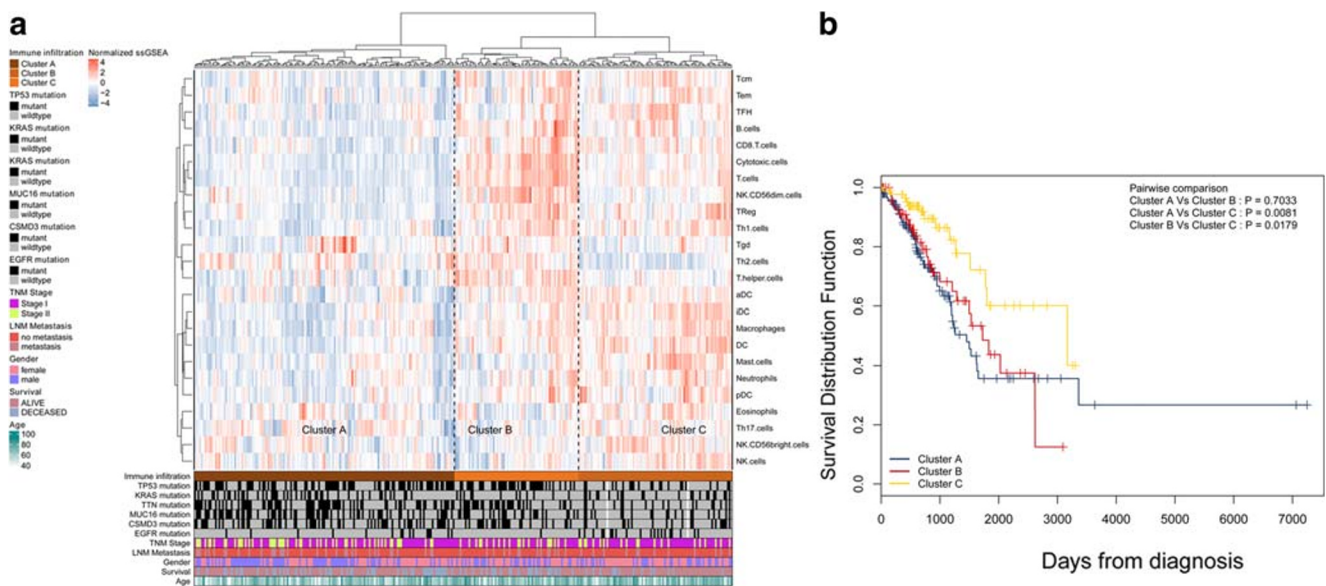 a
Immune infiltration
Cluster A
Cluster B
Cluster C
TP53 mutation
mutant
wildtype
KRAS mutation
mutant
wildtype
KRAS mutation
mutant
wildtype
MUC16 mutation
mutant
wildtype
CSMD3 mutation
mutant
wildtype
EGFR mutation
mutant
wildtype
TNM Stage
Stage I
Stage II
LNM Metastasis
no metastasis
metastasis
Gender
female
male
Survival
ALIVE
DECEASED
Age
100
80
60
40
Normalized ssGSEA
4
2
0
−2
−4
Tcm
Tem
TFH
B.cells
CD8.T.cells
Cytotoxic.cells
T.cells
NK.CD56dim.cells
TReg
Th1.cells
Tgd
Th2.cells
T.helper.cells
aDC
iDC
Macrophages
DC
Mast.cells
Neutrophils
pDC
Eosinophils
Th17.cells
NK.CD56bright.cells
NK.cells
Cluster A
Cluster B
Cluster C
Immune infiltration
TP53 mutation
KRAS mutation
TTN mutation
MUC16 mutation
CSMD3 mutation
EGFR mutation
TNM Stage
LNM Metastasis
Gender
Survival
Age
b
Pairwise comparison
Cluster A Vs Cluster B : P = 0.7033
Cluster A Vs Cluster C : P = 0.0081
Cluster B Vs Cluster C : P = 0.0179
Survival Distribution Function
1.0
0.8
0.6
0.4
0.2
0.0
Cluster A
Cluster B
Cluster C
0 1000 2000 3000 4000 5000 6000 7000
Days from diagnosis